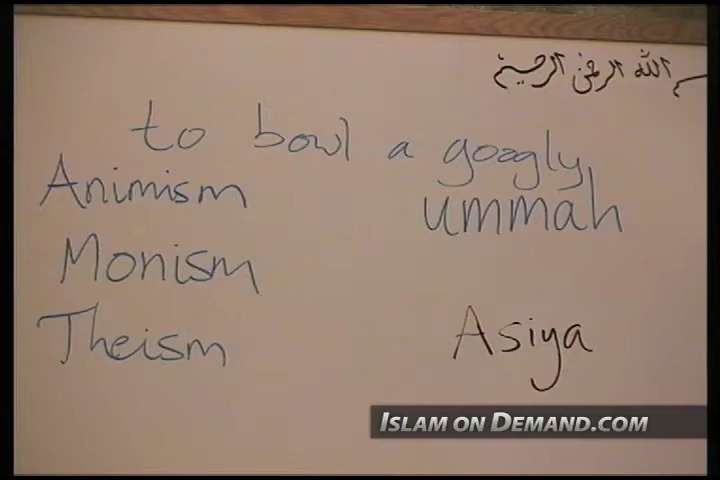 بسم الله الرحمن الرحيم
to bowl a googly
Animism
ummah
Monism
Theism
Asiya
ISLAM ON DEMAND.COM